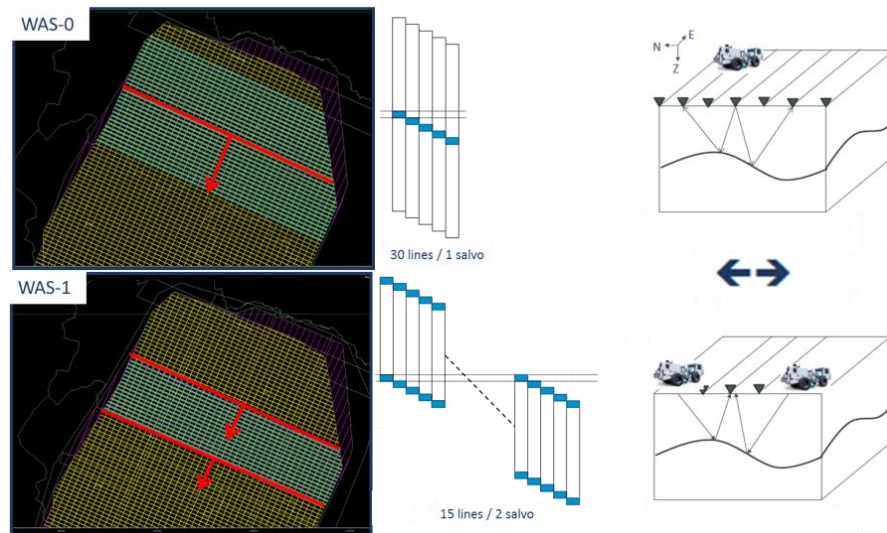 WAS-0
N
E
Z
30 lines / 1 salvo
WAS-1
15 lines / 2 salvo